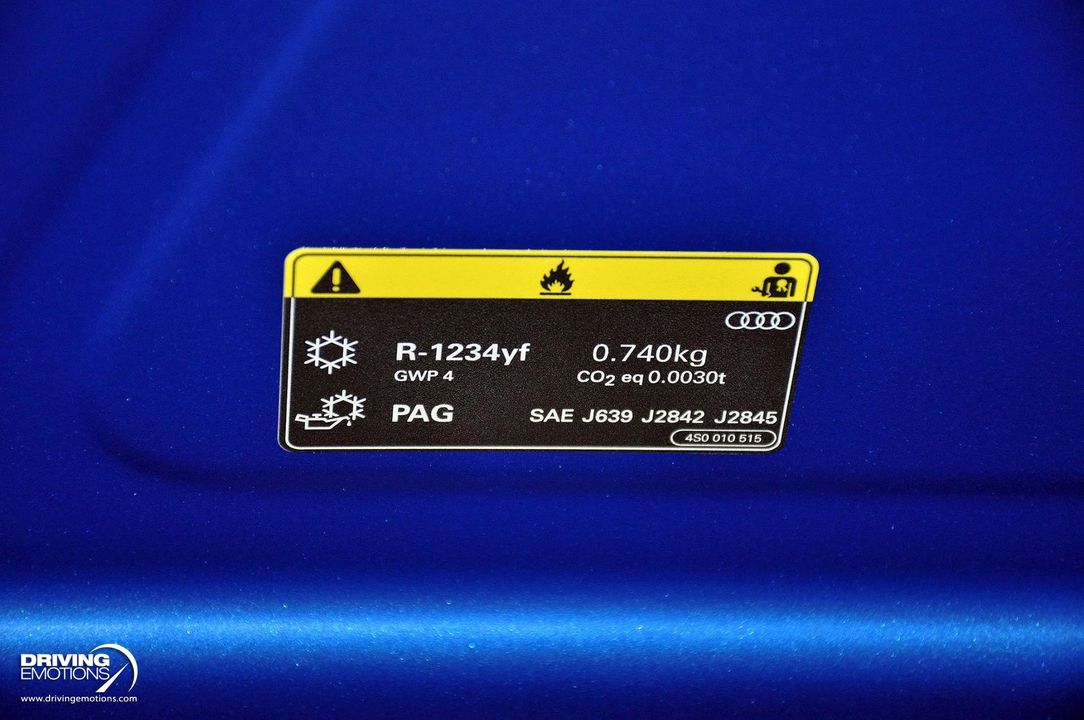 R-1234yf 0.740kg
GWP 4 CO2 eq 0.0030t
PAG SAE J639 J2842 J2845
4S0 010 515
DRIVING
EMOTIONS
www.drivingemotions.com